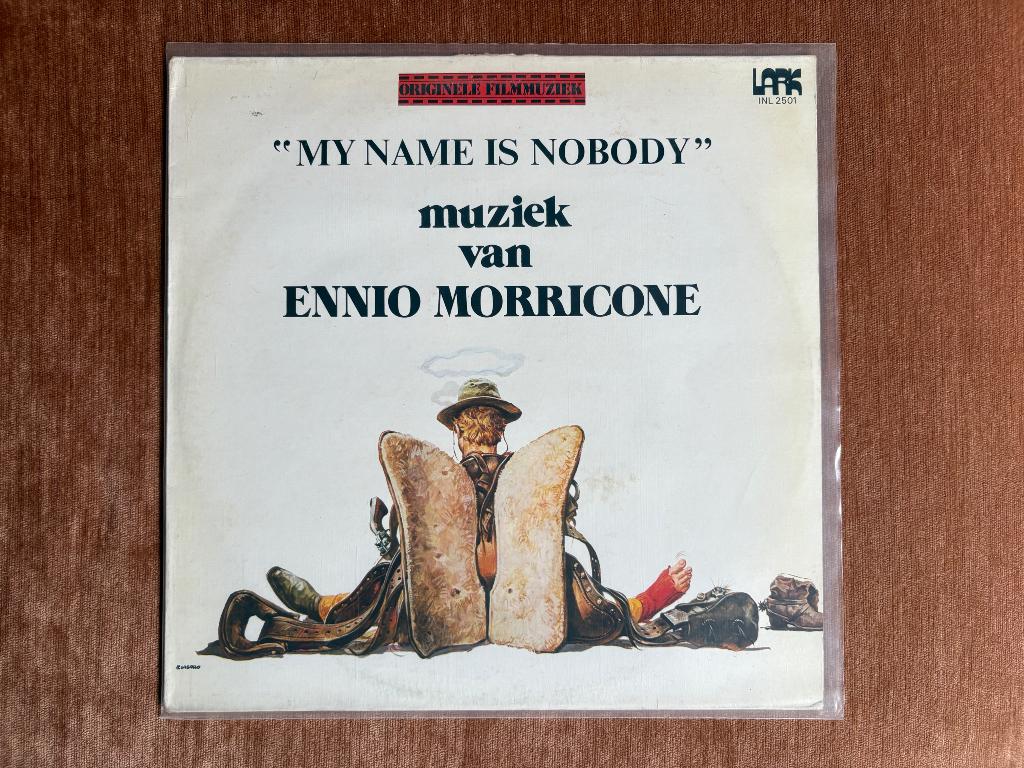 ORIGINELE FILMMUZIEK
LARK
INL 2501
“MY NAME IS NOBODY”
muziek
van
ENNIO MORRICONE